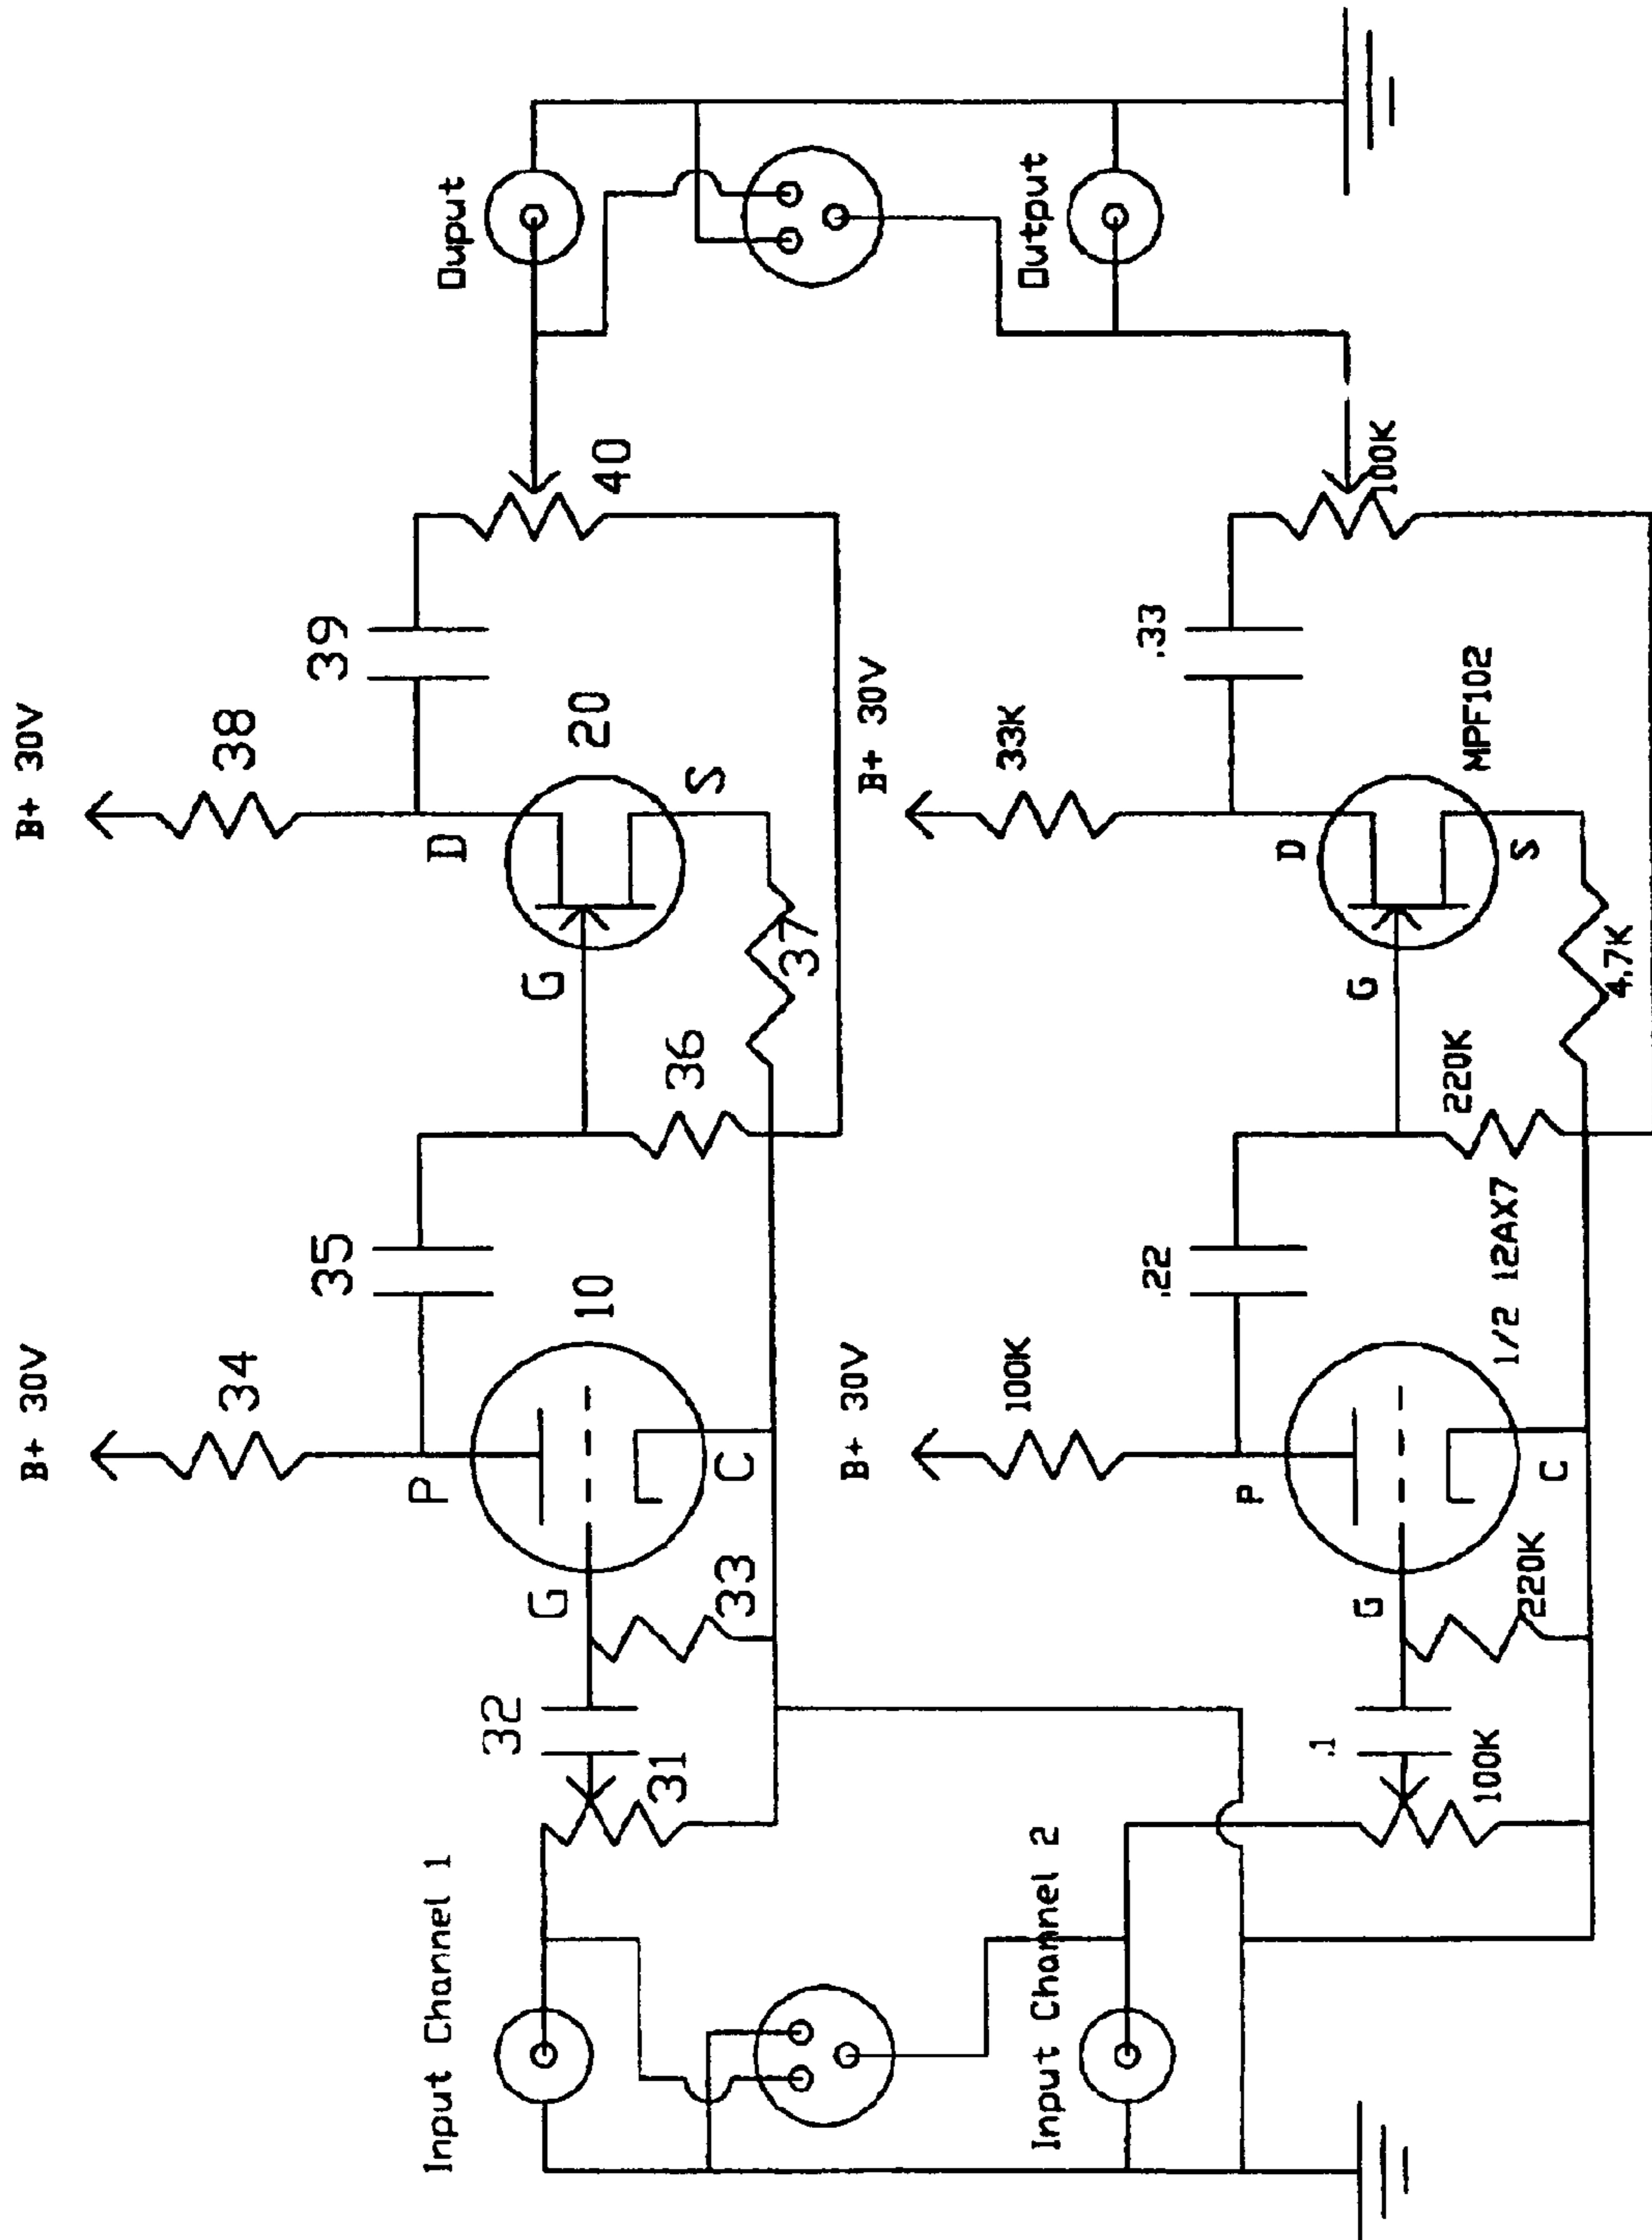 B+ 30V
B+ 30V
34
38
35
39
P
D
10
20
G
G
C
S
32
33
36
37
31
40
Input Channel 1
Ouput
B+ 30V
B+ 30V
100K
33K
.22
.33
P
D
1/2 12AX7
MPF102
G
G
C
S
.1
220K
220K
4.7K
100K
100K
Input Channel 2
Output